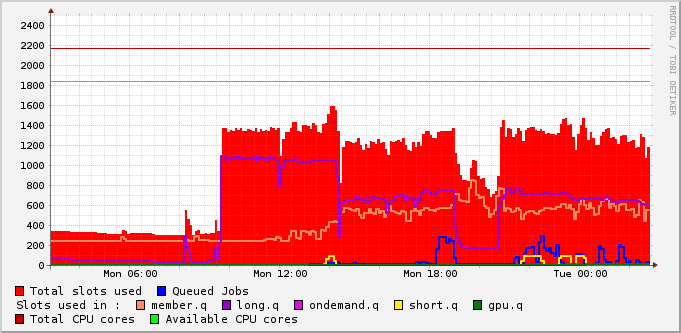 2400
2200
2000
1800
1600
1400
1200
1000
800
600
400
200
0
Mon 06:00 Mon 12:00 Mon 18:00 Tue 00:00
Total slots used Queued Jobs
Slots used in : member.q long.q ondemand.q short.q gpu.q
Total CPU cores Available CPU cores
RRDTOOL / TOBI OETIKER